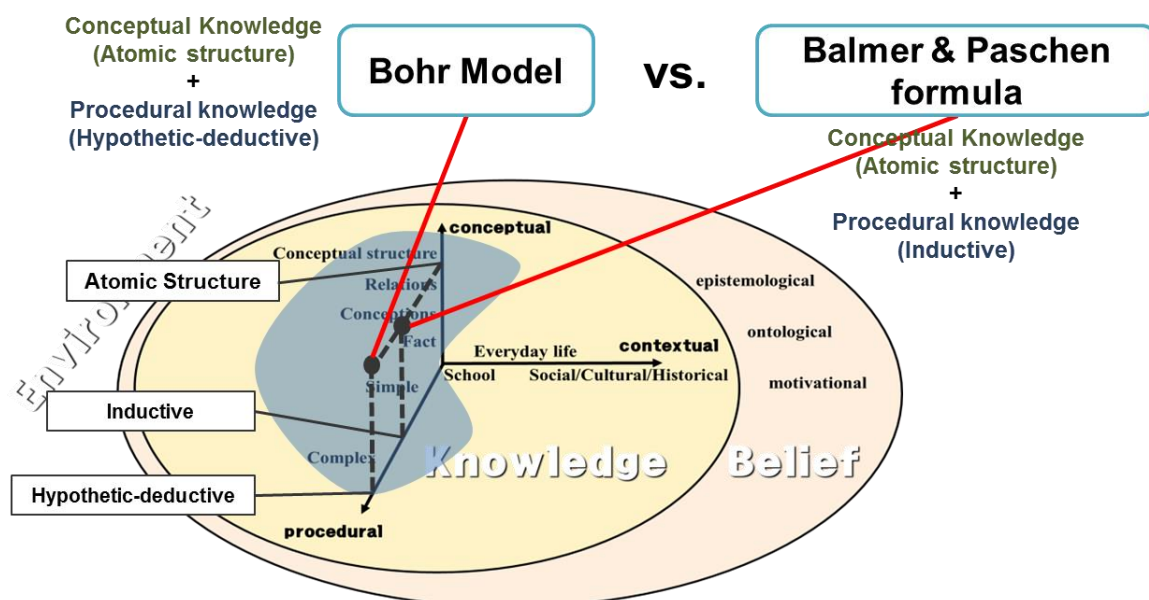 Conceptual Knowledge
(Atomic structure)
+
Procedural knowledge
(Hypothetic-deductive)
Bohr Model
vs.
Balmer & Paschen
formula
Conceptual Knowledge
(Atomic structure)
+
Procedural knowledge
(Inductive)
Environment
conceptual
Conceptual structure
Atomic Structure
Relations
Conceptions
Fact
epistemological
ontological
motivational
Everyday life
contextual
School
Social/Cultural/Historical
Simple
Inductive
Complex
Knowledge
Belief
Hypothetic-deductive
procedural